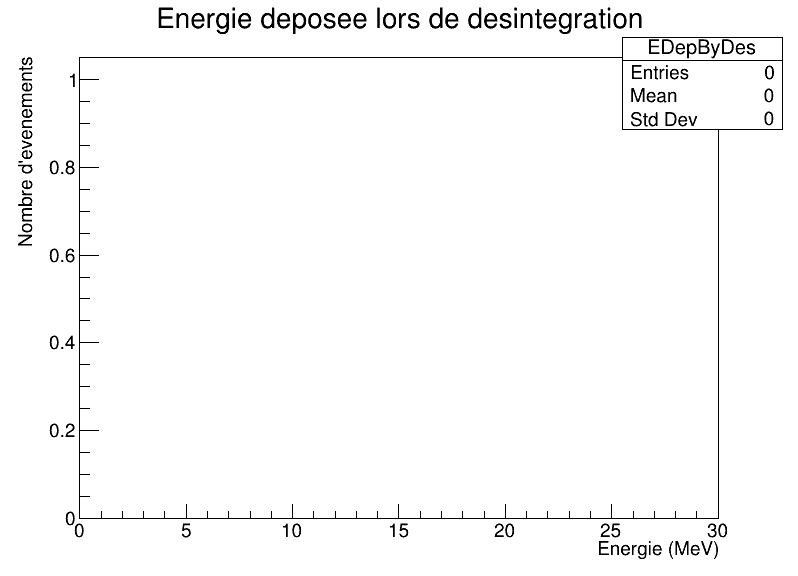 Energie deposee lors de desintegration
EDepByDes
Entries 0
Mean 0
Std Dev 0
Nombre d'evenements
1
0.8
0.6
0.4
0.2
0
0 5 10 15 20 25 30
Energie (MeV)